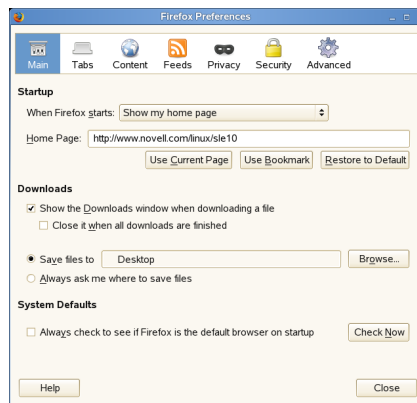 Firefox Preferences
Main Tabs Content Feeds Privacy Security Advanced
Startup
When Firefox starts: Show my home page
Home Page: http://www.novell.com/linux/sle10
Use Current Page Use Bookmark Restore to Default
Downloads
Show the Downloads window when downloading a file
Close it when all downloads are finished
Save files to Desktop Browse...
Always ask me where to save files
System Defaults
Always check to see if Firefox is the default browser on startup Check Now
Help Close